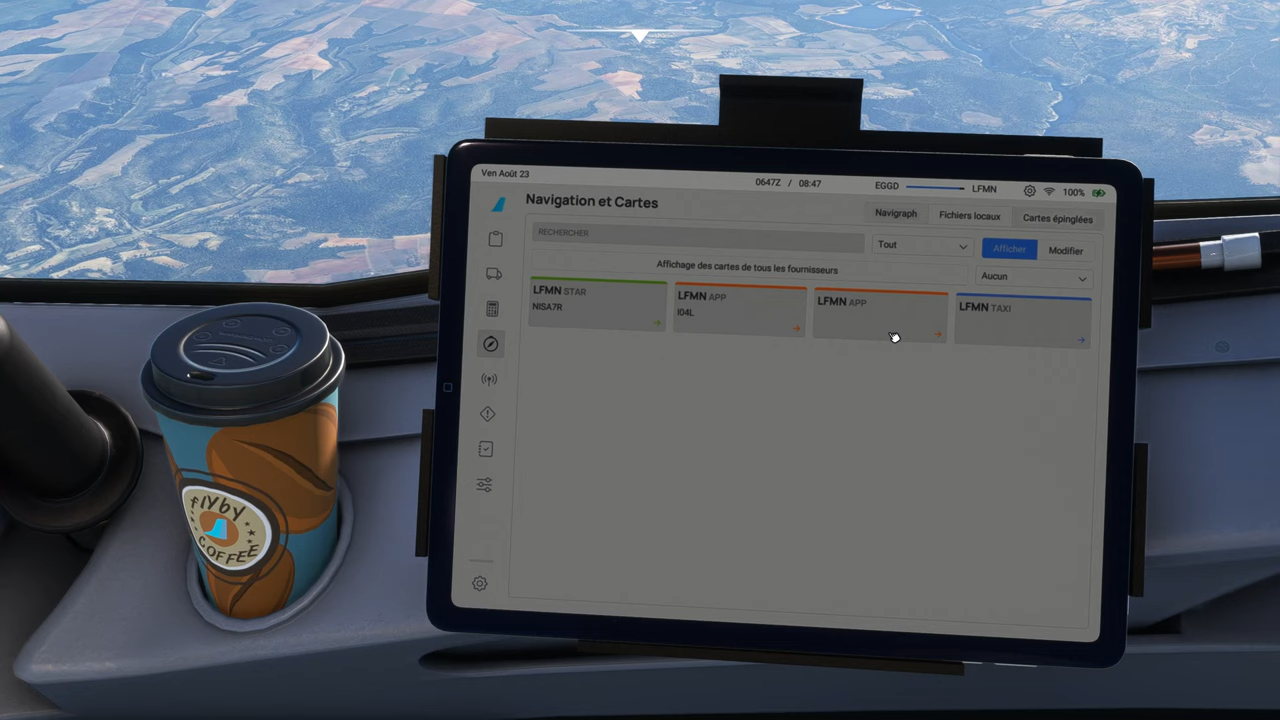 Ven Août 23
0647Z / 08:47
EGGD LFMN
100%
Navigation et Cartes
Navigraph
Fichiers locaux
Cartes épinglées
RECHERCHER
Tout
Afficher
Modifier
Affichage des cartes de tous les fournisseurs
Aucun
LFMN STAR
NISA7R
LFMN APP
I04L
LFMN APP
LFMN TAXI
flyby
COFFEE